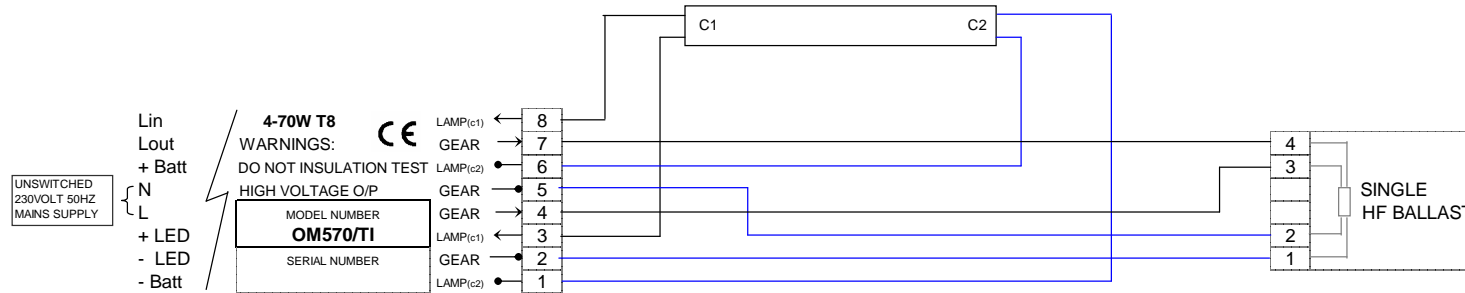 C1
C2
Lin
Lout
+ Batt
N
L
+ LED
- LED
- Batt
UNSWITCHED
230VOLT 50HZ
MAINS SUPPLY
4-70W T8
CE
WARNINGS:
DO NOT INSULATION TEST
HIGH VOLTAGE O/P
MODEL NUMBER
OM570/TI
SERIAL NUMBER
LAMP(c1) 8
GEAR 7
LAMP(c2) 6
GEAR 5
GEAR 4
LAMP(c1) 3
GEAR 2
LAMP(c2) 1
4
3
2
1
SINGLE
HF BALLAST